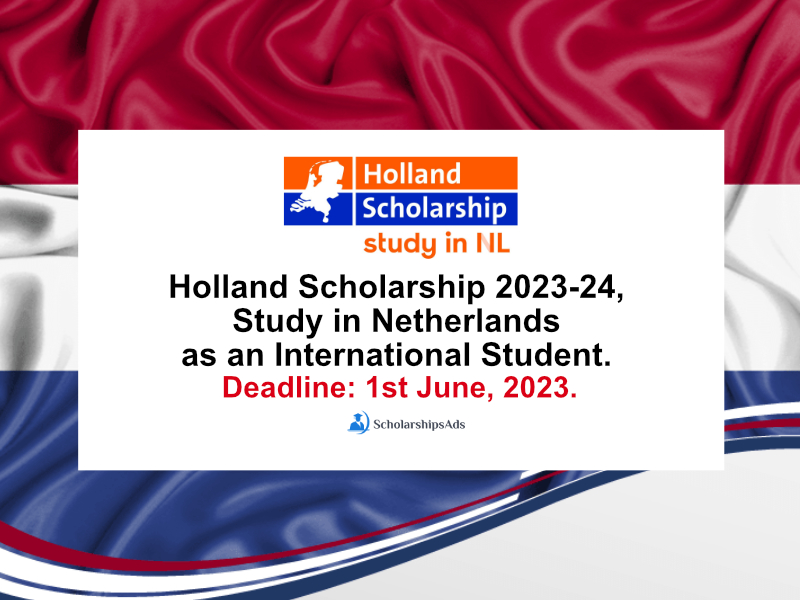 Holland
Scholarship
study in NL
Holland Scholarship 2023-24,
Study in Netherlands
as an International Student.
Deadline: 1st June, 2023.
ScholarshipsAds